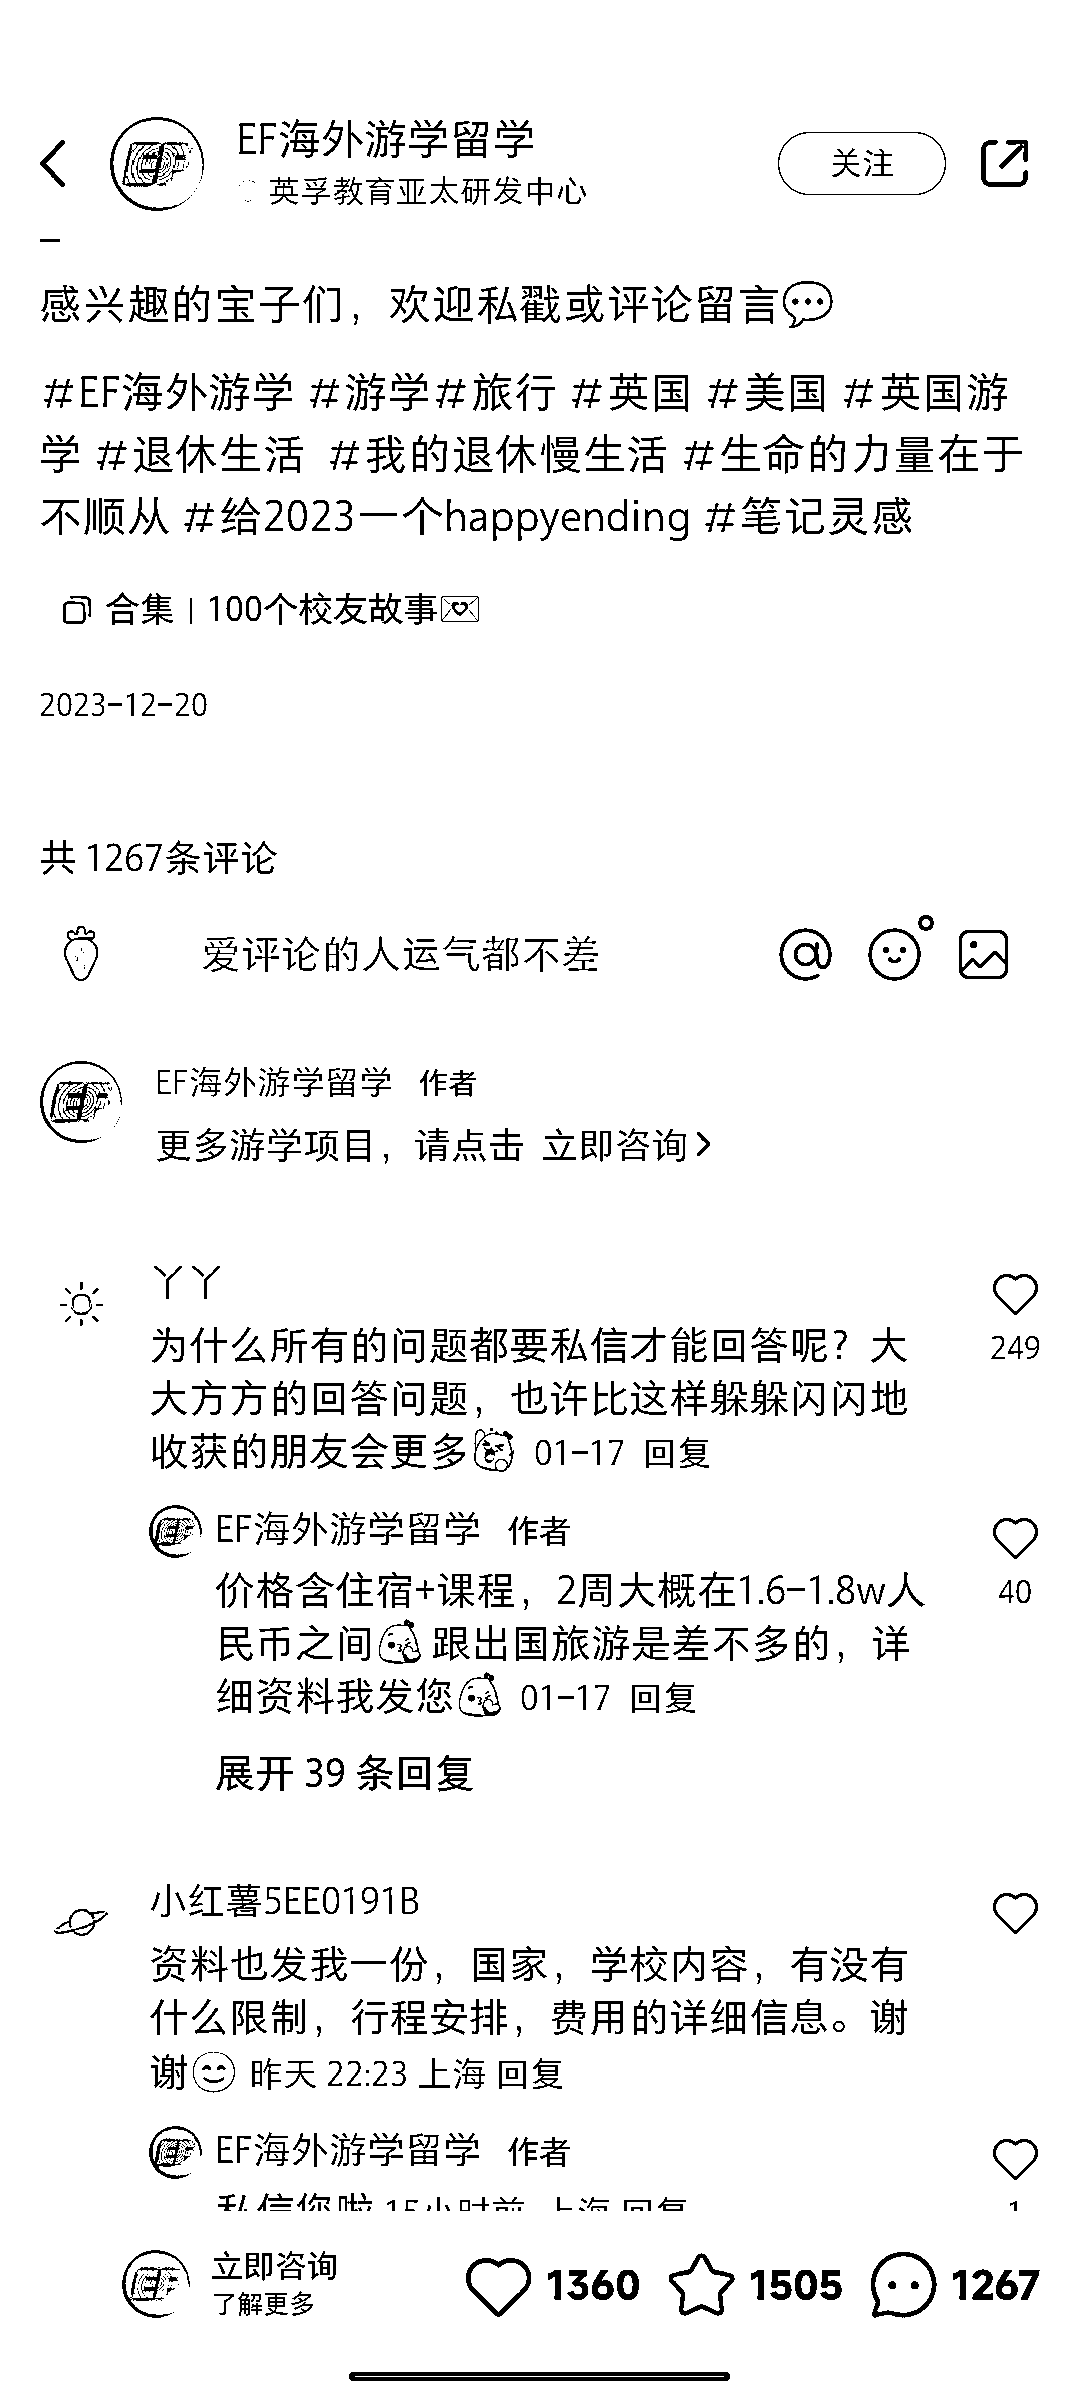 EF海外游学留学
英孚教育亚太研发中心
关注
–
感兴趣的宝子们，欢迎私戳或评论留言
#EF海外游学 #游学#旅行 #英国 #美国 #英国游
学 #退休生活 #我的退休慢生活 #生命的力量在于
不顺从 #给2023一个happyending #笔记灵感
合集 | 100个校友故事
2023-12-20
共 1267条评论
爱评论的人运气都不差
EF海外游学留学 作者
更多游学项目，请点击 立即咨询>
丫丫
为什么所有的问题都要私信才能回答呢？大
大方方的回答问题，也许比这样躲躲闪闪地
收获的朋友会更多 01-17 回复
249
EF海外游学留学 作者
价格含住宿+课程，2周大概在1.6-1.8w人
民币之间 跟出国旅游是差不多的，详
细资料我发您 01-17 回复
40
展开 39 条回复
小红薯5EE0191B
资料也发我一份，国家，学校内容，有没有
什么限制，行程安排，费用的详细信息。谢
谢 昨天 22:23 上海 回复
EF海外游学留学 作者
私信您啦 15小时前 上海 回复
1
立即咨询
了解更多
1360
1505
1267